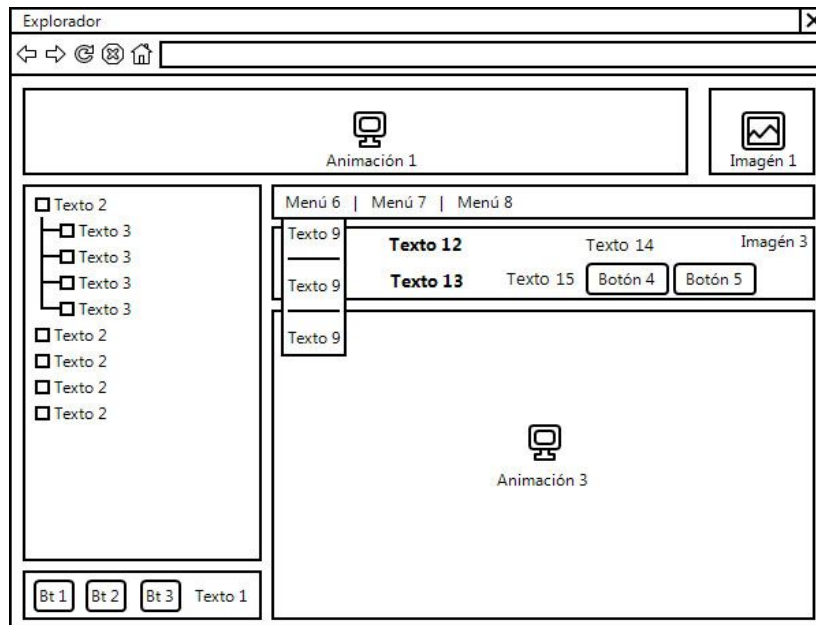 Explorador
Animación 1
Imagén 1
Texto 2
Texto 3
Texto 3
Texto 3
Texto 3
Texto 2
Texto 2
Texto 2
Texto 2
Bt 1 Bt 2 Bt 3 Texto 1
Menú 6 | Menú 7 | Menú 8
Texto 9
Texto 9
Texto 9
Texto 12 Texto 14 Imagén 3
Texto 13 Texto 15 Botón 4 Botón 5
Animación 3